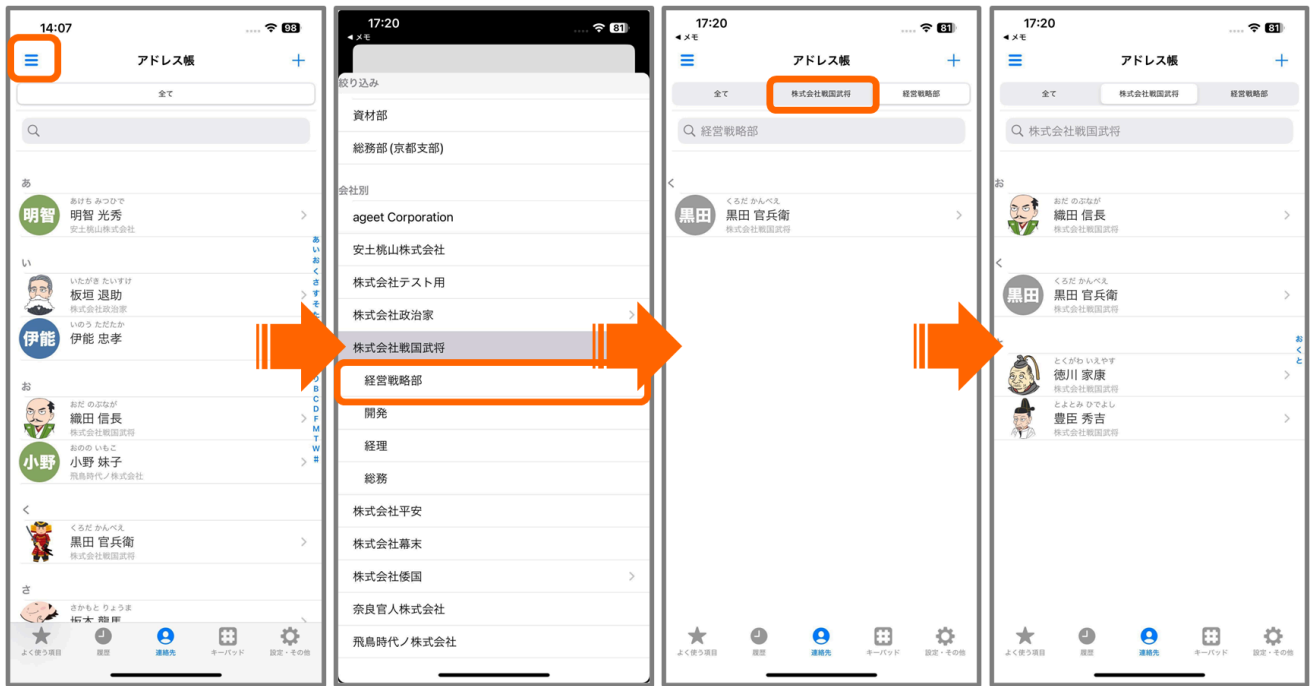 14:07
98
アドレス帳
全て
あ
明智
あけち みつひで
明智 光秀
安土桃山株式会社
い
いたがき たいすけ
板垣 退助
株式会社政治家
伊能
いのう ただたか
伊能 忠孝
お
おだ のぶなが
織田 信長
株式会社戦国武将
小野
おのの いもこ
小野 妹子
飛鳥時代ノ株式会社
く
くろだ かんべえ
黒田 官兵衛
株式会社戦国武将
さ
さかもと りょうま
坂本 龍馬
あ
い
お
く
さ
す
そ
た
B
C
D
F
M
T
W
#
よく使う項目
履歴
連絡先
キーパッド
設定・その他
17:20
81
◀メモ
絞り込み
資材部
総務部(京都支部)
会社別
ageet Corporation
安土桃山株式会社
株式会社テスト用
株式会社政治家
株式会社戦国武将
経営戦略部
開発
経理
総務
株式会社平安
株式会社幕末
株式会社倭国
奈良官人株式会社
飛鳥時代ノ株式会社
17:20
81
◀メモ
アドレス帳
全て
株式会社戦国武将
経営戦略部
経営戦略部
く
黒田
くろだ かんべえ
黒田 官兵衛
株式会社戦国武将
よく使う項目
履歴
連絡先
キーパッド
設定・その他
17:20
81
◀メモ
アドレス帳
全て
株式会社戦国武将
経営戦略部
株式会社戦国武将
お
おだ のぶなが
織田 信長
株式会社戦国武将
く
黒田
くろだ かんべえ
黒田 官兵衛
株式会社戦国武将
と
とくがわ いえやす
徳川 家康
株式会社戦国武将
とよとみ ひでよし
豊臣 秀吉
株式会社戦国武将
お
く
と
よく使う項目
履歴
連絡先
キーパッド
設定・その他